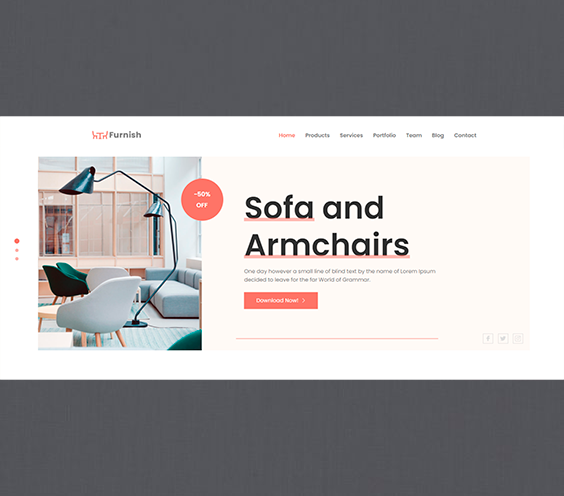 Furnish
Home Products Services Portfolio Team Blog Contact
-50%
OFF
Sofa and
Armchairs
One day however a small line of blind text by the name of Lorem Ipsum
decided to leave for the far World of Grammar.
Download Now!